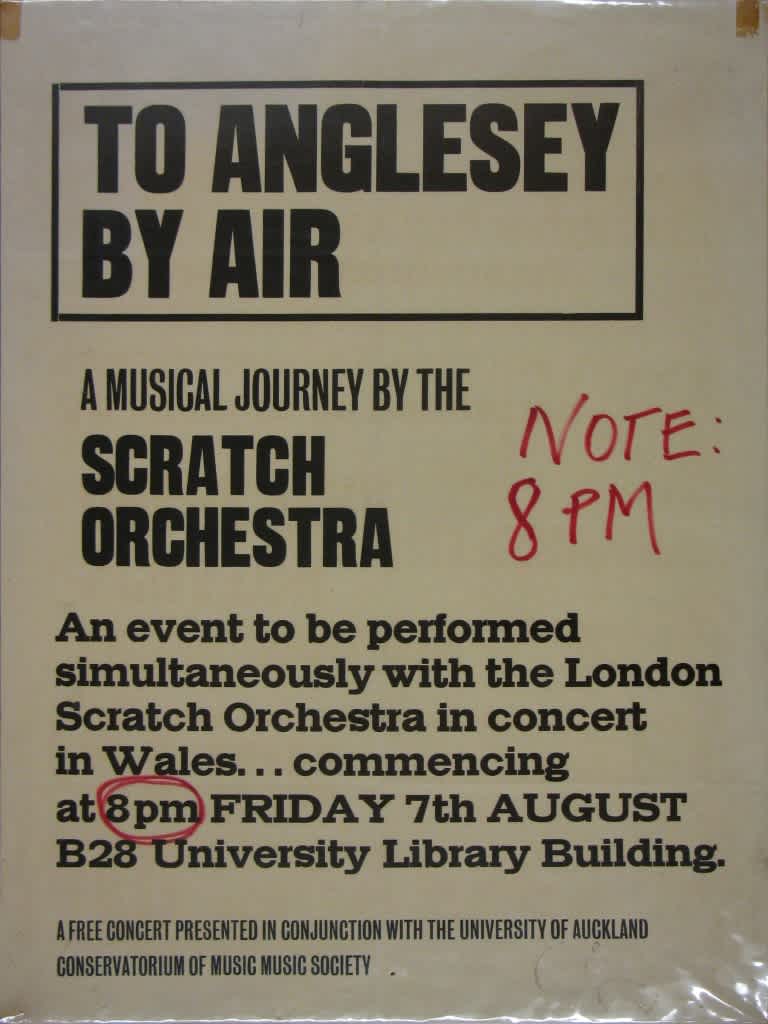 TO ANGLESEY
BY AIR
A MUSICAL JOURNEY BY THE
SCRATCH
ORCHESTRA
NOTE:
8 PM
An event to be performed
simultaneously with the London
Scratch Orchestra in concert
in Wales... commencing
at 8pm FRIDAY 7th AUGUST
B28 University Library Building.
A FREE CONCERT PRESENTED IN CONJUNCTION WITH THE UNIVERSITY OF AUCKLAND
CONSERVATORIUM OF MUSIC MUSIC SOCIETY .